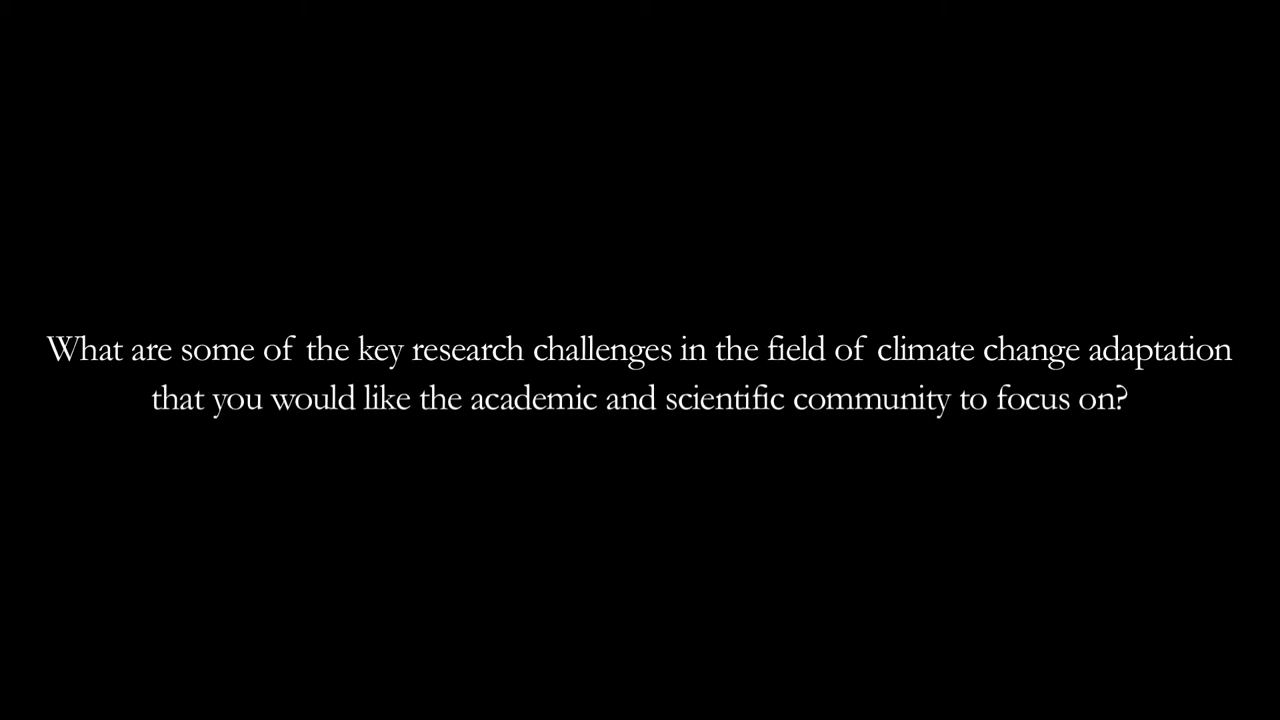 What are some of the key research challenges in the field of climate change adaptation
that you would like the academic and scientific community to focus on?